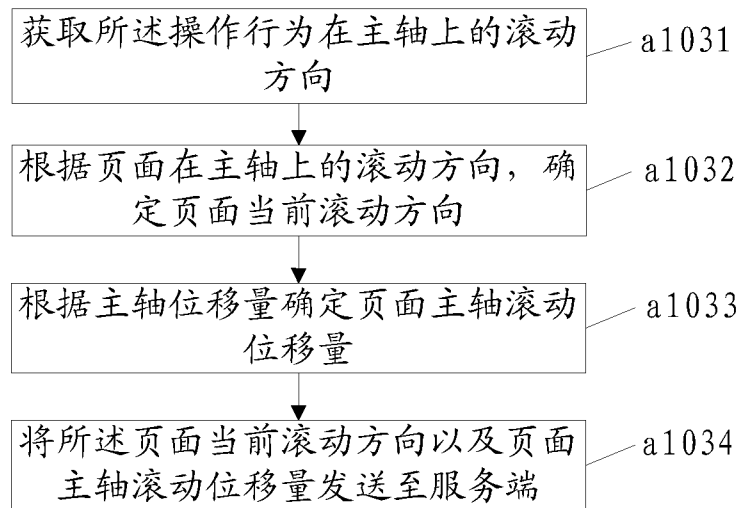 获取所述操作行为在主轴上的滚动
方向
a1031
根据页面在主轴上的滚动方向，确
定页面当前滚动方向
a1032
根据主轴位移量确定页面主轴滚动
位移量
a1033
将所述页面当前滚动方向以及页面
主轴滚动位移量发送至服务端
a1034